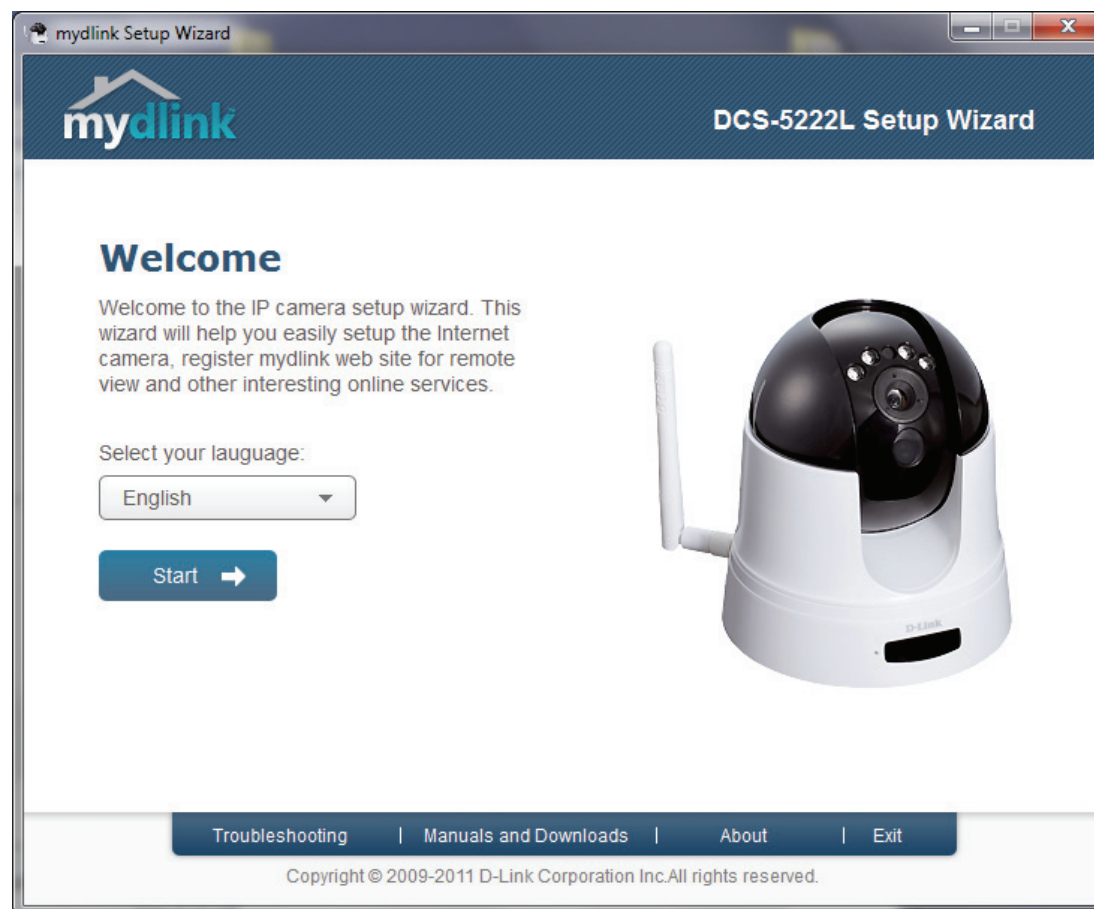 mydlink Setup Wizard
mydlink™
DCS-5222L Setup Wizard
Welcome
Welcome to the IP camera setup wizard. This
wizard will help you easily setup the Internet
camera, register mydlink web site for remote
view and other interesting online services.
Select your lauguage:
English
Start
D-Link
Troubleshooting | Manuals and Downloads | About | Exit
Copyright © 2009-2011 D-Link Corporation Inc.All rights reserved.